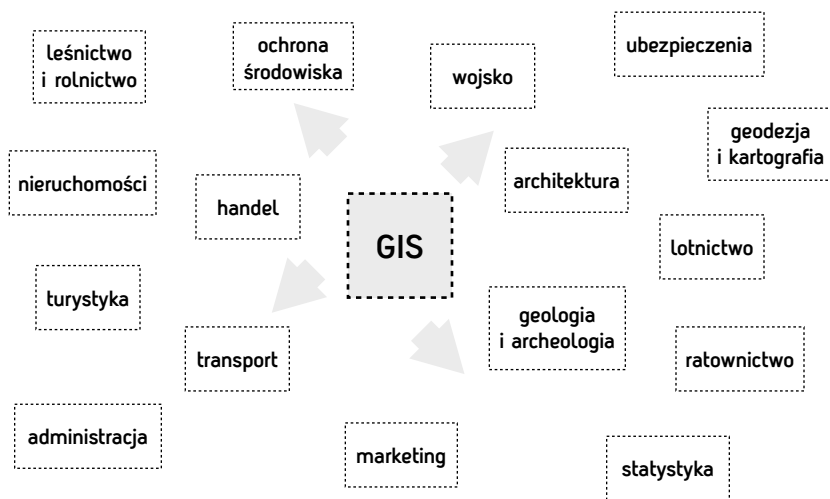 leśnictwo
i rolnictwo
ochrona
środowiska
wojsko
ubezpieczenia
geodezja
i kartografia
nieruchomości
handel
architektura
GIS
lotnictwo
turystyka
geologia
i archeologia
transport
ratownictwo
administracja
marketing
statystyka